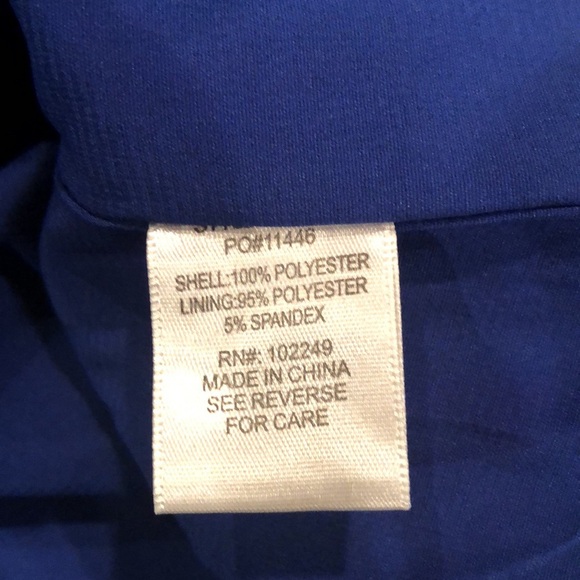 PO#11446
SHELL:100% POLYESTER
LINING:95% POLYESTER
5% SPANDEX
RN#: 102249
MADE IN CHINA
SEE REVERSE
FOR CARE